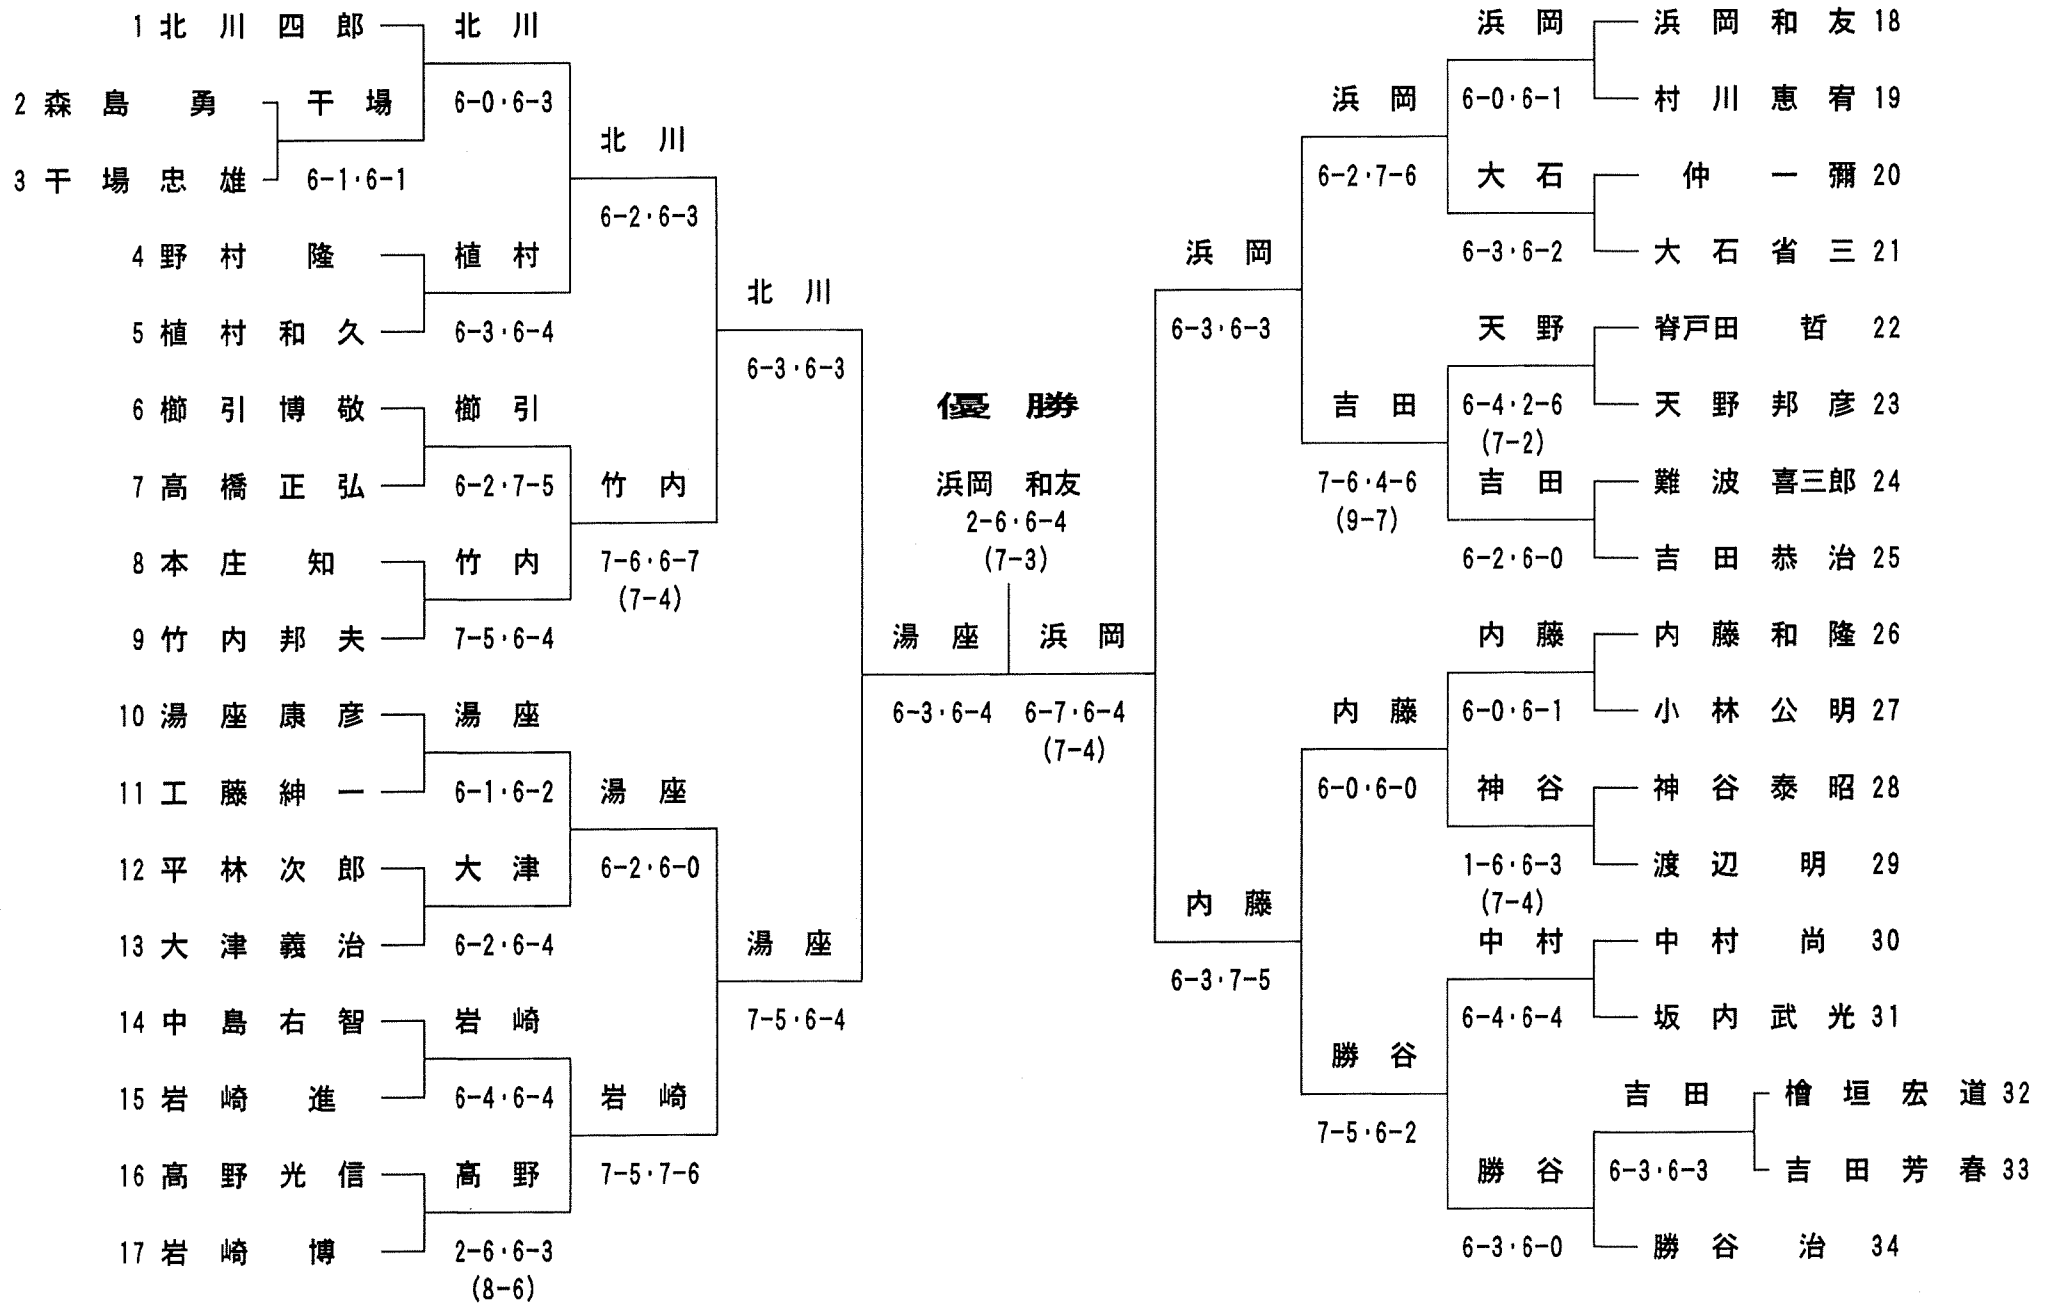 1 北川四郎
北川
2 森島 勇
干場
6-0・6-3
北川
3 干場忠雄
6-1・6-1
6-2・6-3
4 野村 隆
植村
北川
5 植村和久
6-3・6-4
6-3・6-3
6 櫛引博敬
櫛引
7 高橋正弘
6-2・7-5
竹内
8 本庄 知
竹内
7-6・6-7
(7-4)
9 竹内邦夫
7-5・6-4
湯座
6-3・6-4
10 湯座康彦
湯座
11 工藤紳一
6-1・6-2
湯座
12 平林次郎
大津
6-2・6-0
13 大津義治
6-2・6-4
湯座
14 中島右智
岩崎
7-5・6-4
15 岩崎 進
6-4・6-4
岩崎
16 高野光信
高野
7-5・7-6
17 岩崎 博
2-6・6-3
(8-6)
優勝
浜岡 和友
2-6・6-4
(7-3)
浜岡
6-7・6-4
(7-4)
浜岡
浜岡和友 18
浜岡
6-0・6-1
村川恵宥 19
6-2・7-6
大石
仲 一彌 20
浜岡
6-3・6-2
大石省三 21
6-3・6-3
天野
脊戸田 哲 22
吉田
6-4・2-6
(7-2)
天野邦彦 23
7-6・4-6
(9-7)
吉田
難波喜三郎 24
6-2・6-0
吉田恭治 25
内藤
内藤和隆 26
内藤
6-0・6-1
小林公明 27
6-0・6-0
神谷
神谷泰昭 28
1-6・6-3
(7-4)
渡辺 明 29
内藤
6-3・7-5
中村
中村 尚 30
6-4・6-4
坂内武光 31
勝谷
7-5・6-2
吉田
檜垣宏道 32
勝谷
6-3・6-3
吉田芳春 33
6-3・6-0
勝谷 治 34